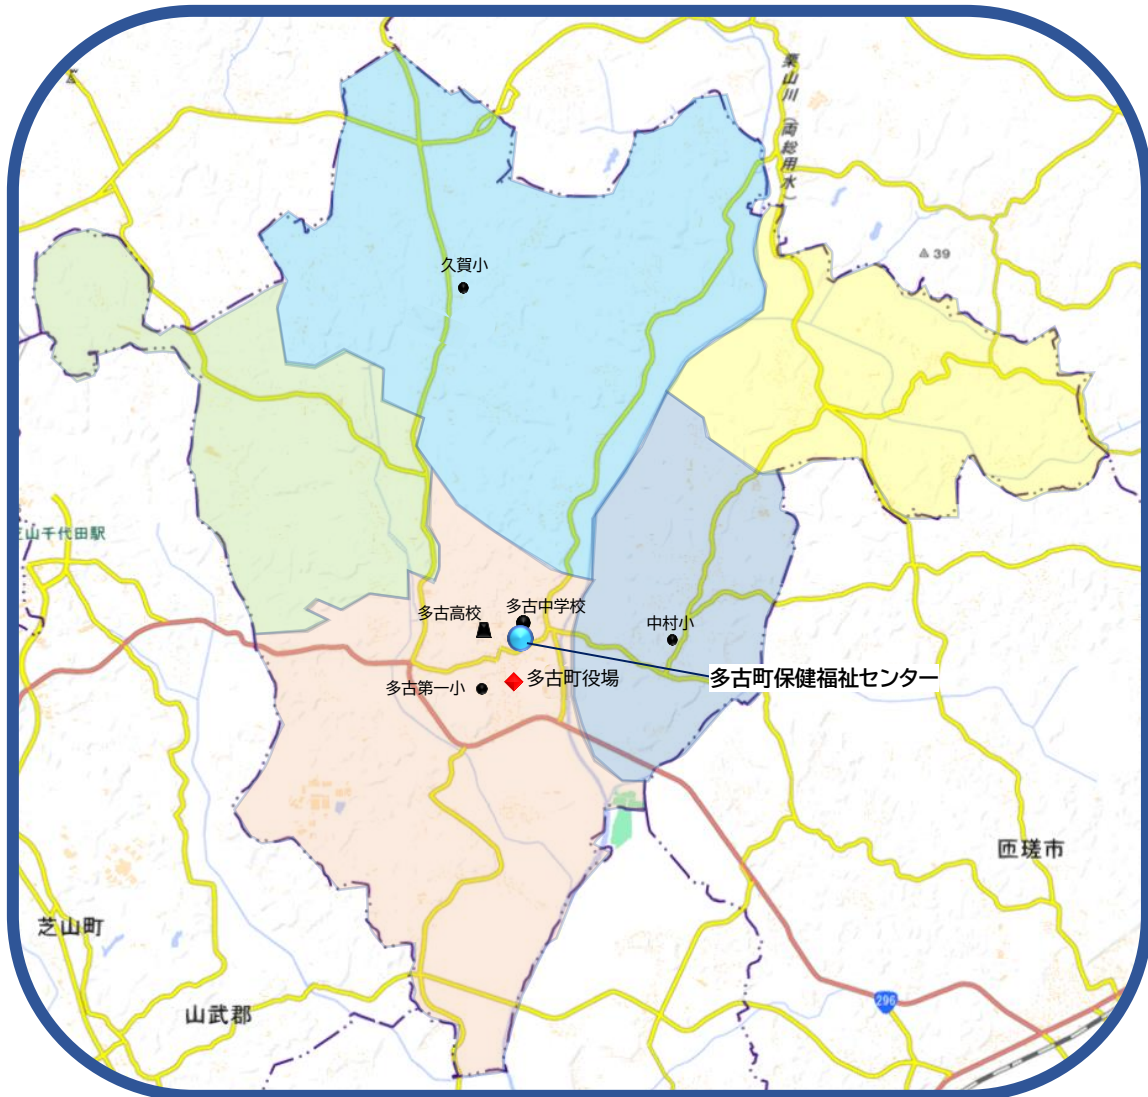 栗山川(両総用水)
39
久賀小
芝山千代田駅
多古高校
多古中学校
中村小
多古町保健福祉センター
多古第一小
多古町役場
匝瑳市
芝山町
296
山武郡